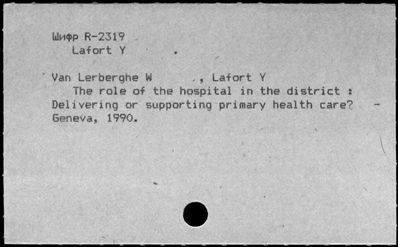 Шифр R-2319
Lafort Y .
Van Lerberghe W , Lafort Y
The role of the hospital in the district :
Delivering or supporting primary health care? -
Geneva, 1990.